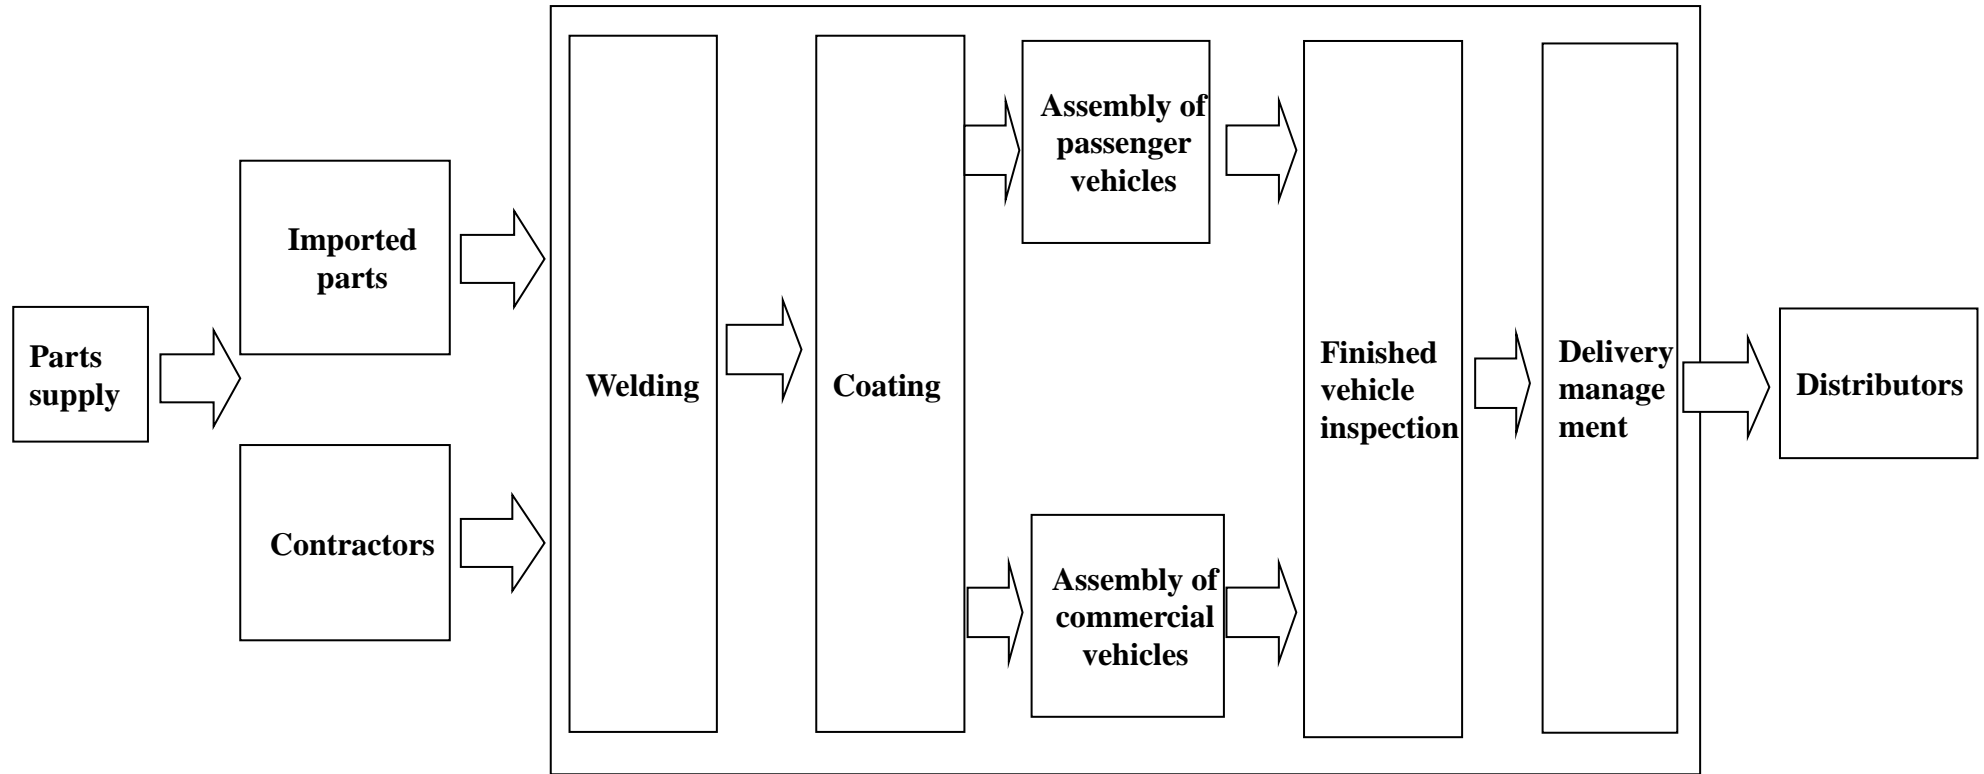 Parts
supply
Imported
parts
Contractors
Welding
Coating
Assembly of
passenger
vehicles
Assembly of
commercial
vehicles
Finished
vehicle
inspection
Delivery
manage
ment
Distributors